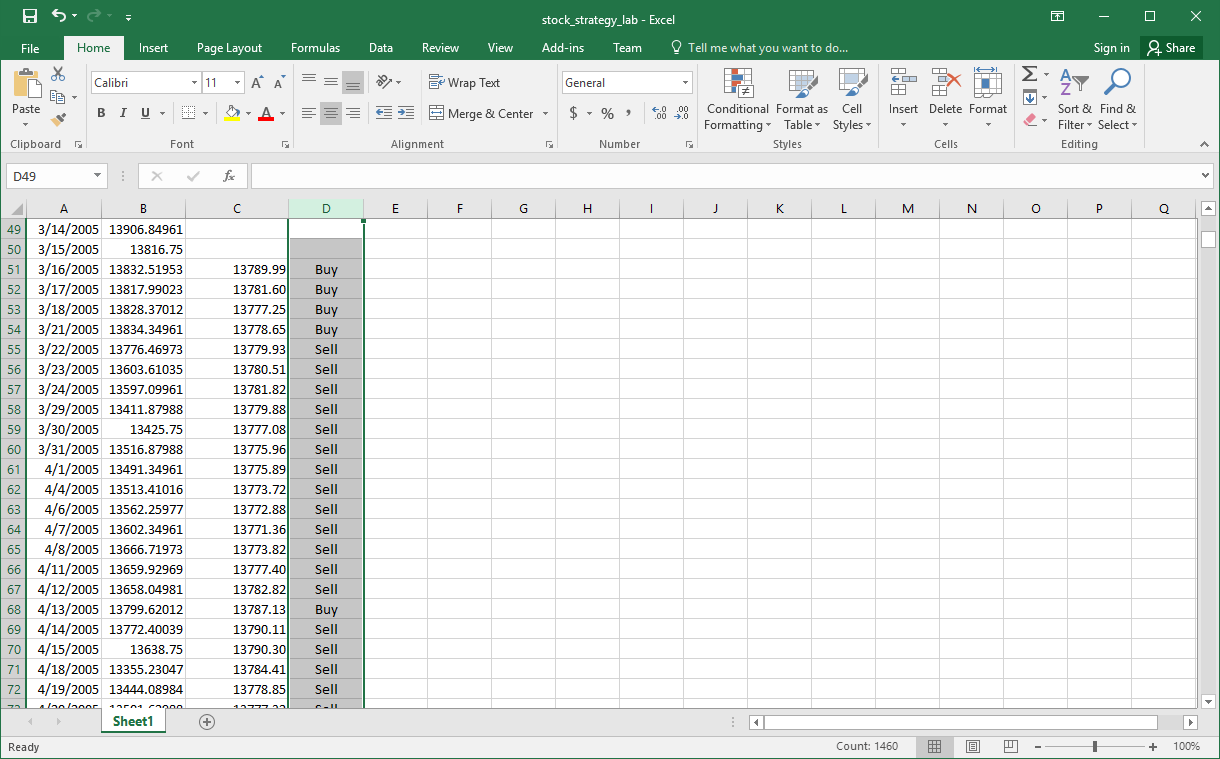 stock_strategy_lab - Excel
File Home Insert Page Layout Formulas Data Review View Add-ins Team Tell me what you want to do... Sign in Share
Paste Calibri 11 A A Wrap Text General Conditional Formatting Format as Table Cell Styles Insert Delete Format Sort & Filter Find & Select
B I U A Merge & Center $ % , .0 .00 .00 .0
Clipboard Font Alignment Number Styles Cells Editing
D49 fx
A B C D E F G H I J K L M N O P Q
49 3/14/2005 13906.84961
50 3/15/2005 13816.75
51 3/16/2005 13832.51953 13789.99 Buy
52 3/17/2005 13817.99023 13781.60 Buy
53 3/18/2005 13828.37012 13777.25 Buy
54 3/21/2005 13834.34961 13778.65 Buy
55 3/22/2005 13776.46973 13779.93 Sell
56 3/23/2005 13603.61035 13780.51 Sell
57 3/24/2005 13597.09961 13781.82 Sell
58 3/29/2005 13411.87988 13779.88 Sell
59 3/30/2005 13425.75 13777.08 Sell
60 3/31/2005 13516.87988 13775.96 Sell
61 4/1/2005 13491.34961 13775.89 Sell
62 4/4/2005 13513.41016 13773.72 Sell
63 4/6/2005 13562.25977 13772.88 Sell
64 4/7/2005 13602.34961 13771.36 Sell
65 4/8/2005 13666.71973 13773.82 Sell
66 4/11/2005 13659.92969 13777.40 Sell
67 4/12/2005 13658.04981 13782.82 Sell
68 4/13/2005 13799.62012 13787.13 Buy
69 4/14/2005 13772.40039 13790.11 Sell
70 4/15/2005 13638.75 13790.30 Sell
71 4/18/2005 13355.23047 13784.41 Sell
72 4/19/2005 13444.08984 13778.85 Sell
Sheet1
Ready Count: 1460 100%